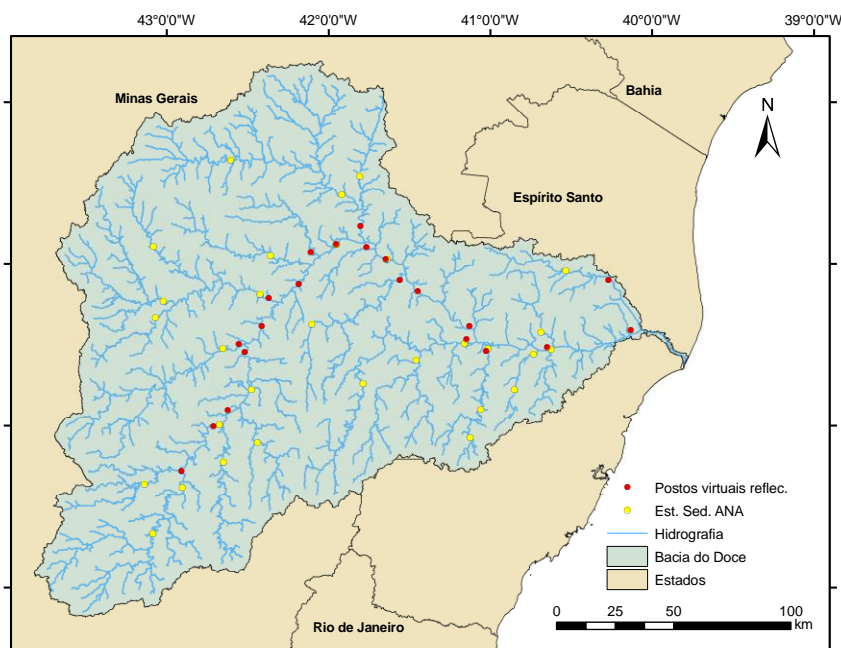 43°0'0"W 42°0'0"W 41°0'0"W 40°0'0"W 39°0'0"W
Minas Gerais
Bahia
N
Espírito Santo
Postos virtuais reflec.
Est. Sed. ANA
Hidrografia
Bacia do Doce
Estados
Rio de Janeiro
0 25 50 100
km